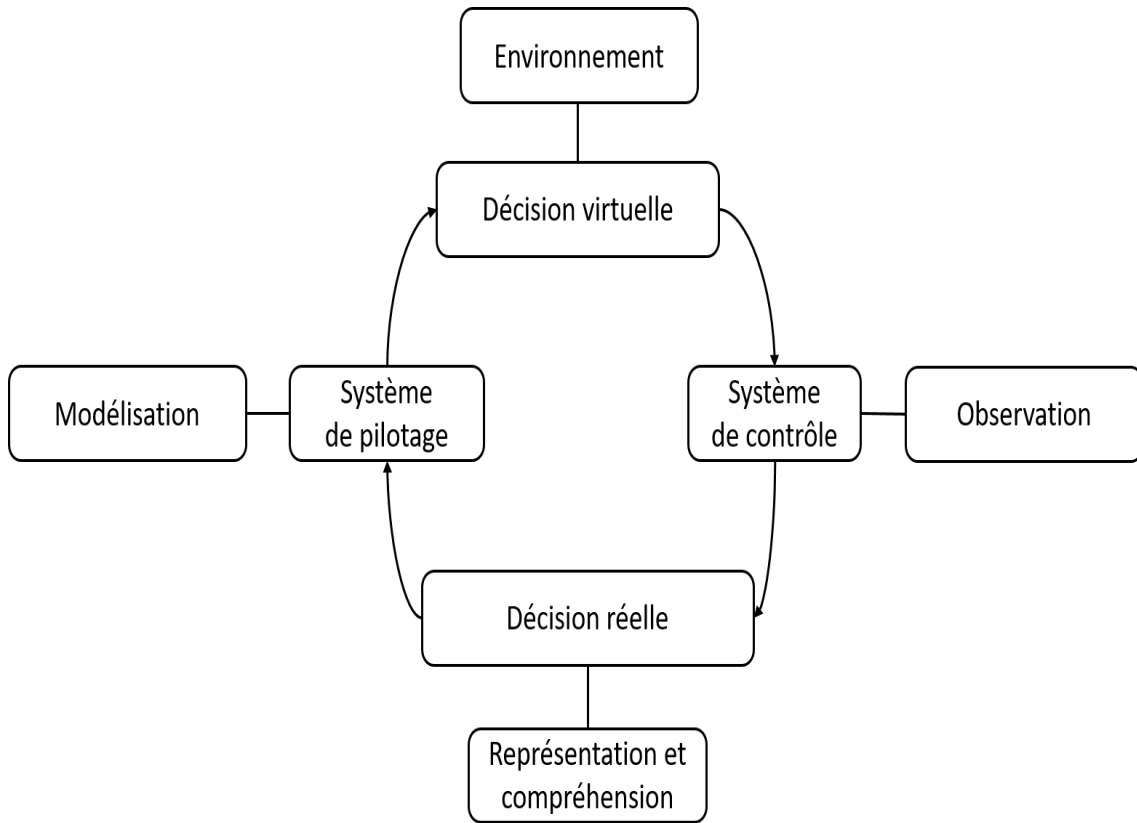 Environnement
Décision virtuelle
Modélisation
Système
de pilotage
Système
de contrôle
Observation
Décision réelle
Représentation et
compréhension